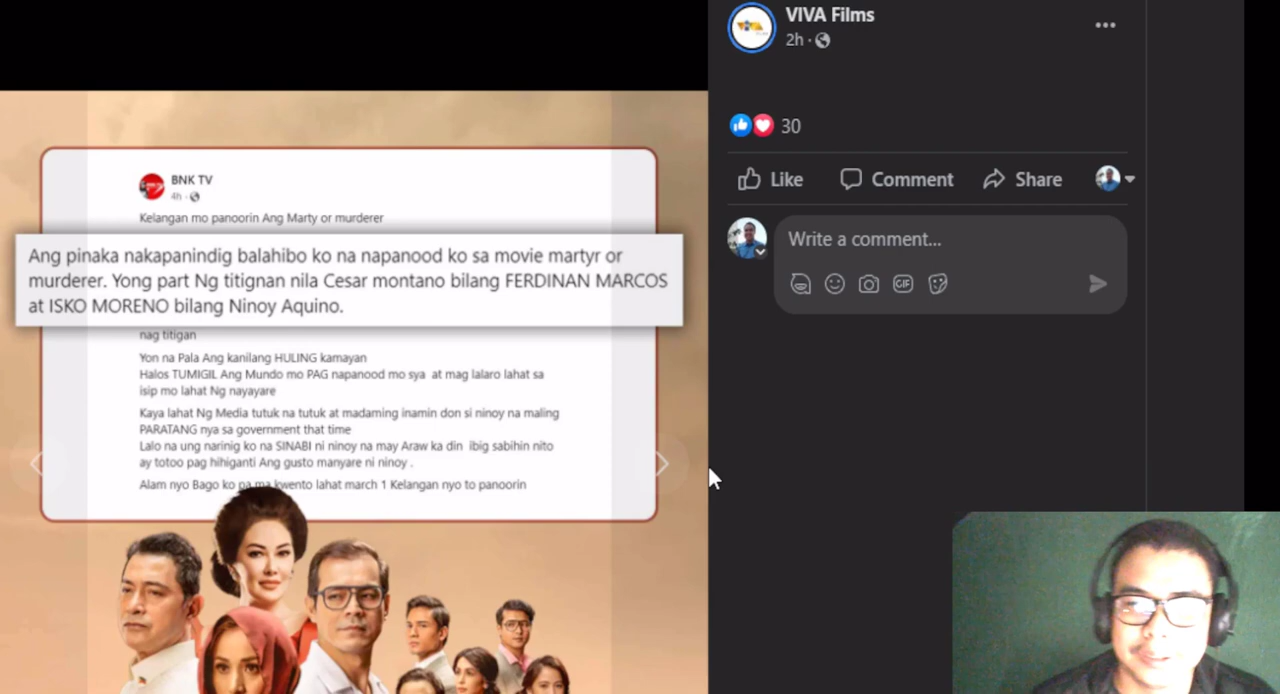 VIVA Films
2h ·
30
Like Comment Share
Write a comment...
GIF
BNK TV
4h ·
Kelangan mo panoorin Ang Marty or murderer
Ang pinaka nakapanindig balahibo ko na napanood ko sa movie martyr or
murderer. Yong part Ng titignan nila Cesar montano bilang FERDINAN MARCOS
at ISKO MORENO bilang Ninoy Aquino.
nag titigan
Yon na Pala Ang kanilang HULING kamayan
Halos TUMIGIL Ang Mundo mo PAG napanood mo sya at mag lalaro lahat sa
isip mo lahat Ng nayayare
Kaya lahat Ng Media tutuk na tutuk at madaming inamin don si ninoy na maling
PARATANG nya sa government that time
Lalo na ung narinig ko na SINABI ni ninoy na may Araw ka din ibig sabihin nito
ay totoo pag hihiganti Ang gusto manyare ni ninoy .
Alam nyo Bago ko pa ma kwento lahat march 1 Kelangan nyo to panoorin